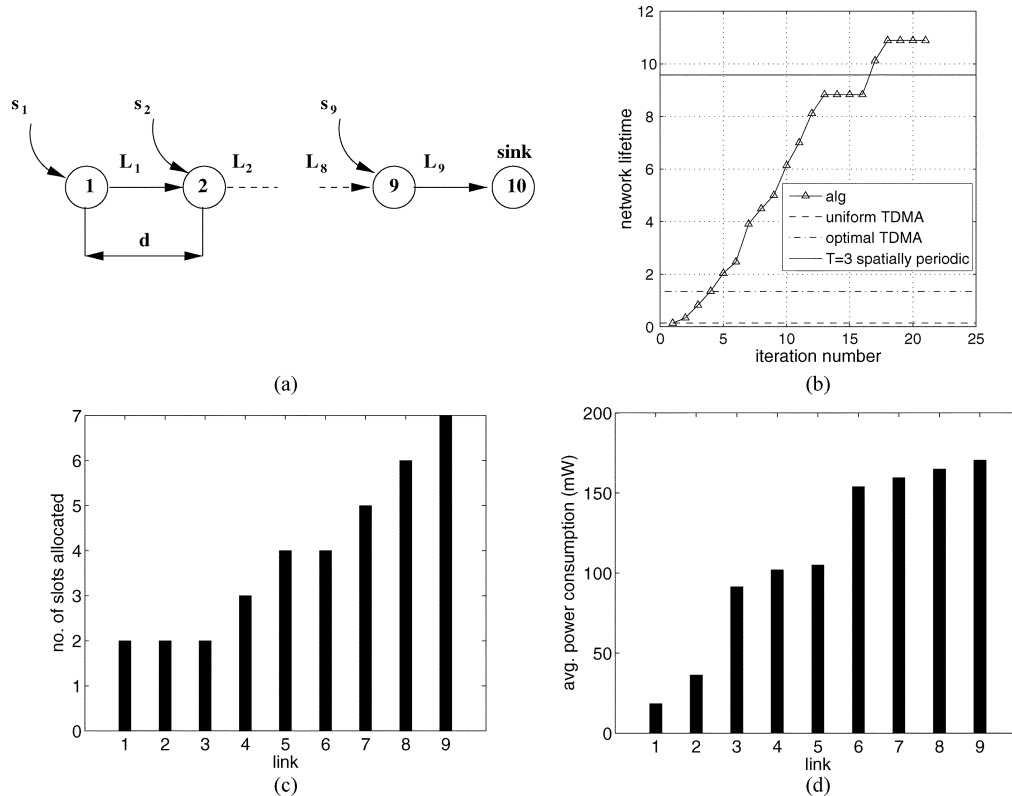 s1
s2
s9
L1
L2
L8
L9
sink
1
2
9
10
d
(a)
12
10
8
6
4
2
0
network lifetime
alg
uniform TDMA
optimal TDMA
T=3 spatially periodic
0 5 10 15 20 25
iteration number
(b)
7
6
5
4
3
2
1
0
no. of slots allocated
1 2 3 4 5 6 7 8 9
link
(c)
200
150
100
50
0
avg. power consumption (mW)
1 2 3 4 5 6 7 8 9
link
(d)